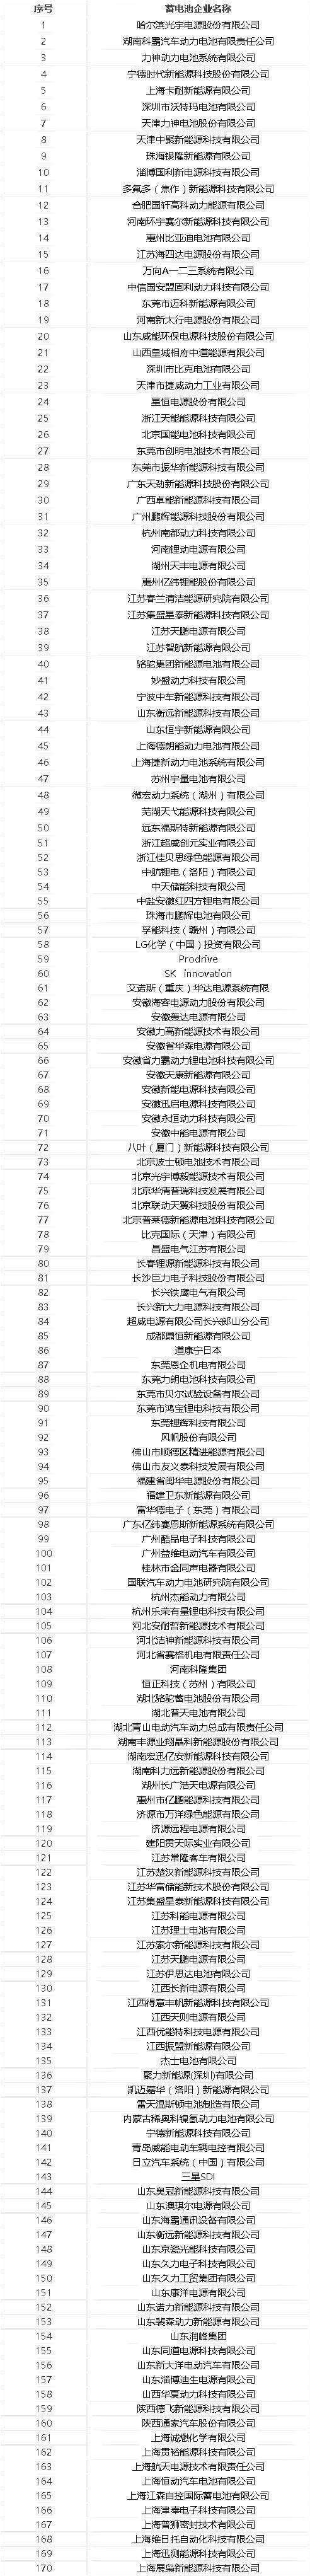 序号 蓄电池企业名称
1 哈尔滨光宇电源股份有限公司
2 湖南科霸汽车动力电池有限责任公司
3 力神动力电池系统有限公司
4 宁德时代新能源科技股份有限公司
5 上海卡耐新能源有限公司
6 深圳市沃特玛电池有限公司
7 天津力神电池股份有限公司
8 天津中聚新能源科技有限公司
9 珠海银隆新能源有限公司
10 淄博国利新电源科技有限公司
11 多氟多（焦作）新能源科技有限公司
12 合肥国轩高科动力能源有限公司
13 河南环宇赛尔新能源科技有限公司
14 惠州比亚迪电池有限公司
15 江苏海四达电源股份有限公司
16 万向A一二三系统有限公司
17 中信国安盟固利动力科技有限公司
18 东莞市迈科新能源有限公司
19 河南新太行电源股份有限公司
20 山东威能环保电源科技股份有限公司
21 山西皇城相府中道能源有限公司
22 深圳市比克电池有限公司
23 天津市捷威动力工业有限公司
24 星恒电源股份有限公司
25 浙江天能能源科技有限公司
26 北京国能电池科技有限公司
27 东莞市创明电池技术有限公司
28 东莞市振华新能源科技有限公司
29 广东天劲新能源科技股份有限公司
30 广西卓能新能源科技有限公司
31 广州鹏辉能源科技股份有限公司
32 杭州南都动力科技有限公司
33 河南锂动电源有限公司
34 湖州天丰电源有限公司
35 惠州亿纬锂能股份有限公司
36 江苏春兰清洁能源研究院有限公司
37 江苏集盛星泰新能源科技有限公司
38 江苏天鹏电源有限公司
39 江苏智航新能源有限公司
40 骆驼集团新能源电池有限公司
41 妙盛动力科技有限公司
42 宁波中车新能源科技有限公司
43 山东衡远新能源科技有限公司
44 山东恒宇新能源有限公司
45 上海德朗能动力电池有限公司
46 上海捷新动力电池系统有限公司
47 苏州宇量电池有限公司
48 微宏动力系统（湖州）有限公司
49 芜湖天弋能源科技有限公司
50 远东福斯特新能源有限公司
51 浙江超威创元实业有限公司
52 浙江佳贝思绿色能源有限公司
53 中航锂电（洛阳）有限公司
54 中天储能科技有限公司
55 中盐安徽红四方锂电有限公司
56 珠海市鹏辉电池有限公司
57 孚能科技（赣州）有限公司
58 LG化学（中国）投资有限公司
59 Prodrive
60 SK innovation
61 艾诺斯（重庆）华达电源系统有限
62 安徽海容电源动力股份有限公司
63 安徽轰达电源有限公司
64 安徽力高新能源技术有限公司
65 安徽省华森电源有限公司
66 安徽省力霸动力锂电池科技有限公司
67 安徽天康新能源有限公司
68 安徽新能电源科技有限公司
69 安徽迅启电源科技有限公司
70 安徽永恒动力科技有限公司
71 安徽中能电源有限公司
72 八叶（厦门）新能源科技有限公司
73 北京波士顿电池技术有限公司
74 北京光宇博毅能源技术有限公司
75 北京华清普瑞科技发展有限公司
76 北京联动天翼科技股份有限公司
77 北京普莱德新能源电池科技有限公司
78 比克国际（天津）有限公司
79 昌盛电气江苏有限公司
80 长春锂源新能源科技有限公司
81 长沙巨力电子科技股份有限公司
82 长兴铁鹰电气有限公司
83 长兴新大力电源科技有限公司
84 超威电源有限公司长兴郎山分公司
85 成都鼎恒新能源有限公司
86 道康宁日本
87 东莞恩企机电有限公司
88 东莞力朗电池科技有限公司
89 东莞市贝尔试验设备有限公司
90 东莞市鸿宝锂电科技有限公司
91 东莞锂辉科技有限公司
92 风帆股份有限公司
93 佛山市顺德区精进能源有限公司
94 佛山市友义泰科技发展有限公司
95 福建省闽华电源股份有限公司
96 福建卫东新能源有限公司
97 富华德电子（东莞）有限公司
98 广东亿纬赛恩斯新能源系统有限公司
99 广州酷品电子科技有限公司
100 广州益维电动汽车有限公司
101 桂林市金同声电器有限公司
102 国联汽车动力电池研究院有限公司
103 杭州杰能动力有限公司
104 杭州乐荣有量锂电科技有限公司
105 河北安耐哲新能源技术有限公司
106 河北洁神新能源科技有限公司
107 河北省赛格机电有限责任公司
108 河南科隆集团
109 恒正科技（苏州）有限公司
110 湖北骆驼蓄电池股份有限公司
111 湖北普天电池有限公司
112 湖北青山电动汽车动力总成有限责任公司
113 湖南丰源业翔晶科新能源股份有限公司
114 湖南宏迅亿安新能源科技有限公司
115 湖南科力远新能源股份有限公司
116 湖州长广浩天电源有限公司
117 惠州市亿鹏能源科技有限公司
118 济源市万洋绿色能源有限公司
119 济源远程电源有限公司
120 建阳贯天际实业有限公司
121 江苏常隆客车有限公司
122 江苏楚汉新能源科技有限公司
123 江苏华富储能新技术股份有限公司
124 江苏集盛星泰新能源科技有限公司
125 江苏科能电源有限公司
126 江苏理士电池有限公司
127 江苏索尔新能源科技有限公司
128 江苏天鹏电源有限公司
129 江苏伊思达电池有限公司
130 江西长新电源有限公司
131 江西得意丰帆新能源科技有限公司
132 江西天则电源有限公司
133 江西优能特科技电源有限公司
134 江西振盟新能源有限公司
135 杰士电池有限公司
136 聚力新能源(深圳)有限公司
137 凯迈嘉华（洛阳）新能源有限公司
138 雷天温斯顿电池制造有限公司
139 内蒙古稀奥科镍氢动力电池有限公司
140 宁德新能源科技有限公司
141 青岛威能电动车辆电控有限公司
142 日立汽车系统（中国）有限公司
143 三星SDI
144 山东奥冠新能源科技有限公司
145 山东澳琪尔电源有限公司
146 山东海霸通讯设备有限公司
147 山东衡远新能源科技有限公司
148 山东京瓷光能科技有限公司
149 山东久力电子科技有限公司
150 山东久力工贸集团有限公司
151 山东康洋电源有限公司
152 山东诺力新能源科技有限公司
153 山东裴森动力新能源有限公司
154 山东润峰集团
155 山东同道电源科技有限公司
156 山东新大洋电动汽车有限公司
157 山东淄博迪生电源有限公司
158 山西华夏动力科技有限公司
159 陕西德飞新能源科技有限公司
160 陕西通家汽车股份有限公司
161 上海诚懋化学有限公司
162 上海贯裕能源科技有限公司
163 上海航天电源技术有限责任公司
164 上海恒动汽车电池有限公司
165 上海江森自控国际蓄电池有限公司
166 上海津奉电子科技有限公司
167 上海普狮密封技术有限公司
168 上海维日托自动化科技有限公司
169 上海迅测能源科技有限公司
170 上海展枭新能源科技有限公司